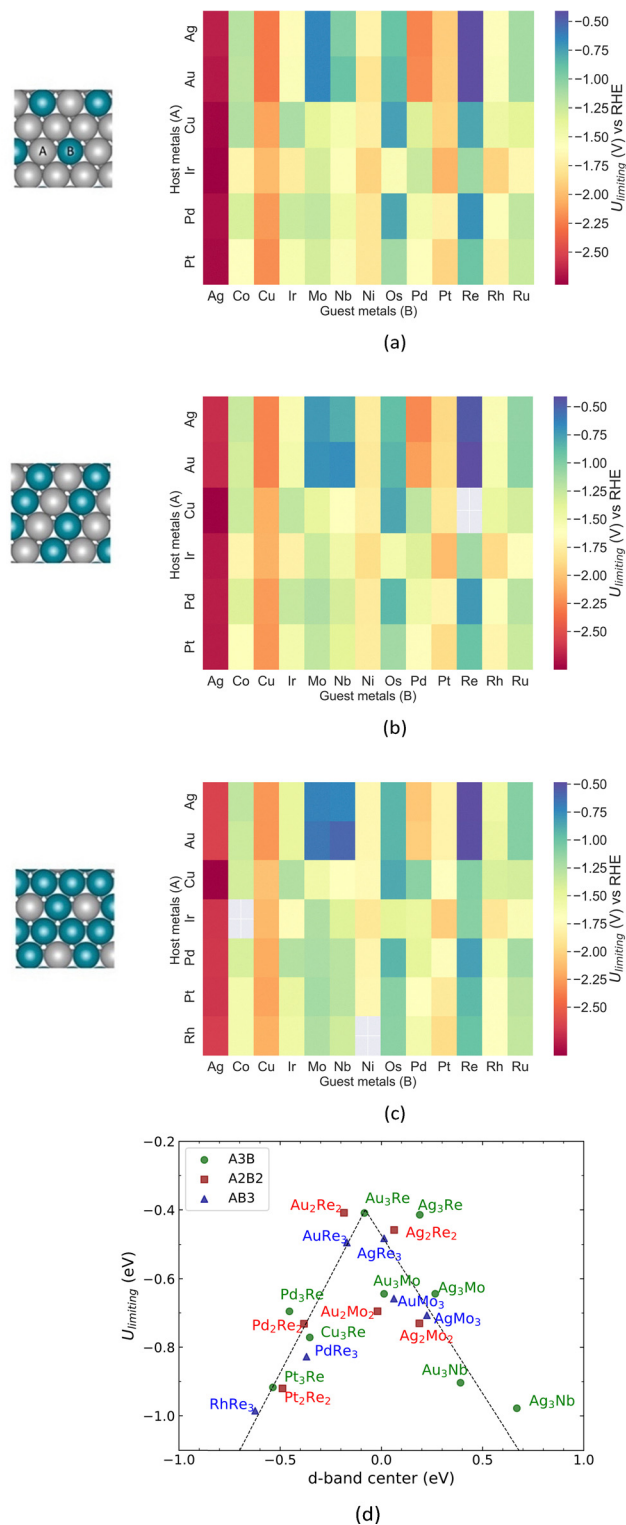 Ag
Au
Cu
Ir
Pd
Pt
Host metals (A)
A
B
Ag Co Cu Ir Mo Nb Ni Os Pd Pt Re Rh Ru
Guest metals (B)
−0.50
−0.75
−1.00
−1.25
−1.50
−1.75
−2.00
−2.25
−2.50
U_limiting (V) vs RHE
(a)
Ag
Au
Cu
Ir
Pd
Pt
Host metals (A)
Ag Co Cu Ir Mo Nb Ni Os Pd Pt Re Rh Ru
Guest metals (B)
−0.50
−0.75
−1.00
−1.25
−1.50
−1.75
−2.00
−2.25
−2.50
U_limiting (V) vs RHE
(b)
Ag
Au
Cu
Ir
Pd
Pt
Rh
Host metals (A)
Ag Co Cu Ir Mo Nb Ni Os Pd Pt Re Rh Ru
Guest metals (B)
−0.50
−0.75
−1.00
−1.25
−1.50
−1.75
−2.00
−2.25
−2.50
U_limiting (V) vs RHE
(c)
−0.2
−0.4
−0.6
−0.8
−1.0
U_limiting (eV)
A3B
A2B2
AB3
Au₂Re₂ Au₃Re Ag₃Re
AuRe₃ AgRe₃ Ag₂Re₂
Pd₃Re Au₃Mo Ag₃Mo
Au₂Mo₂ AuMo₃ AgMo₃
Pd₂Re₂ Cu₃Re Ag₂Mo₂
PdRe₃ Au₃Nb
Pt₃Re
RhRe₃ Pt₂Re₂ Ag₃Nb
−1.0 −0.5 0.0 0.5 1.0
d-band center (eV)
(d)